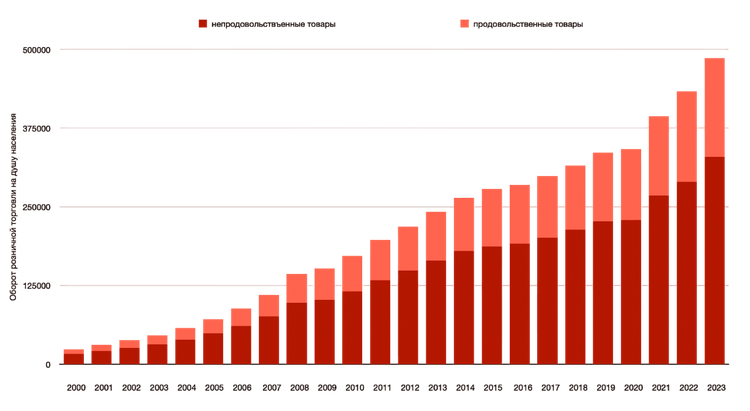 непродовольствъенные товары
продовольственные товары
Оборот розничной торговли на душу населения
500000
375000
250000
125000
0
2000 2001 2002 2003 2004 2005 2006 2007 2008 2009 2010 2011 2012 2013 2014 2015 2016 2017 2018 2019 2020 2021 2022 2023